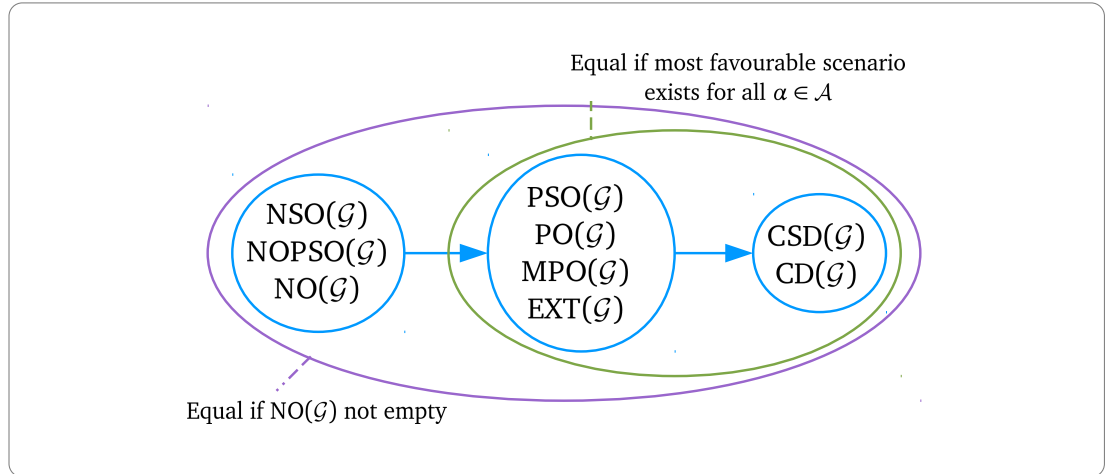 Equal if most favourable scenario
exists for all α ∈ 𝒜
NSO(𝒢)
NOPSO(𝒢)
NO(𝒢)
PSO(𝒢)
PO(𝒢)
MPO(𝒢)
EXT(𝒢)
CSD(𝒢)
CD(𝒢)
Equal if NO(𝒢) not empty